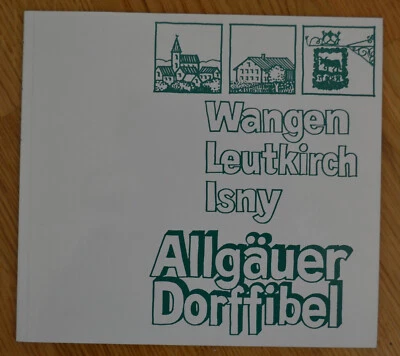 Wangen
Leutkirch
Isny
Allgäuer
Dorffibel